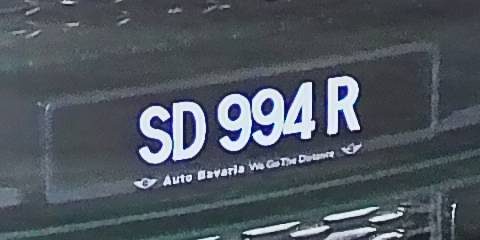 SD 994 R
Auto Bavaria We Go The Distance